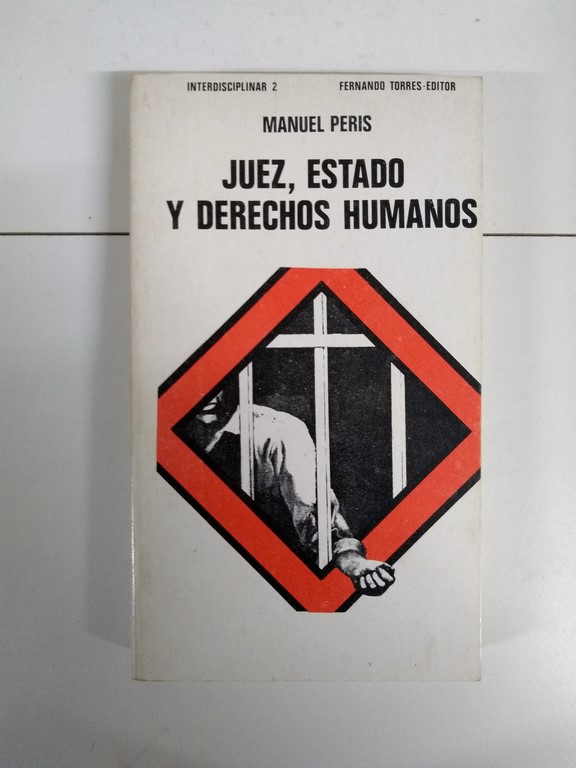 INTERDISCIPLINAR 2 FERNANDO TORRES-EDITOR
MANUEL PERIS
JUEZ, ESTADO
Y DERECHOS HUMANOS